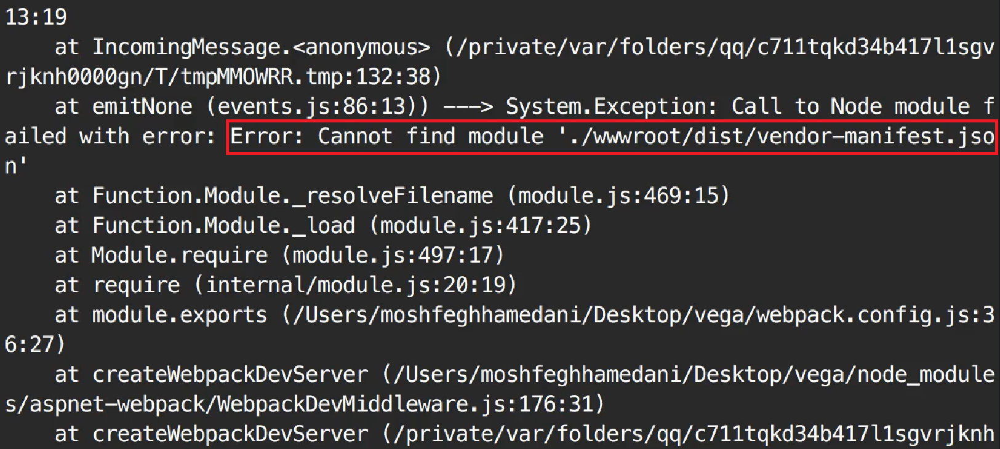 13:19
    at IncomingMessage.<anonymous> (/private/var/folders/qq/c711tqkd34b417l1sgv
rjknh0000gn/T/tmpMMOWRR.tmp:132:38)
    at emitNone (events.js:86:13)) ---> System.Exception: Call to Node module f
ailed with error: Error: Cannot find module './wwwroot/dist/vendor-manifest.jso
n'
    at Function.Module._resolveFilename (module.js:469:15)
    at Function.Module._load (module.js:417:25)
    at Module.require (module.js:497:17)
    at require (internal/module.js:20:19)
    at module.exports (/Users/moshfeghhamedani/Desktop/vega/webpack.config.js:3
6:27)
    at createWebpackDevServer (/Users/moshfeghhamedani/Desktop/vega/node_module
s/aspnet-webpack/WebpackDevMiddleware.js:176:31)
    at createWebpackDevServer (/private/var/folders/qq/c711tqkd34b417l1sgvrjknh